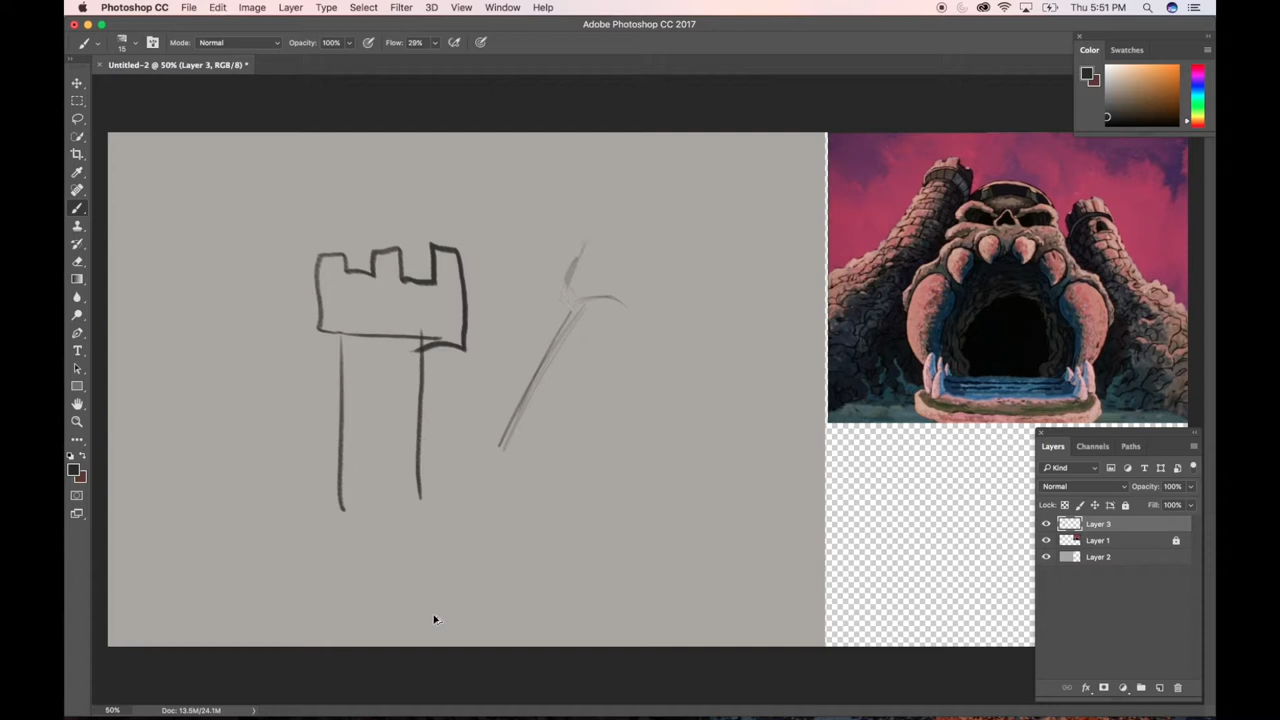 Photoshop CC File Edit Image Layer Type Select Filter 3D View Window Help Thu 5:51 PM
Adobe Photoshop CC 2017
15 Mode: Normal Opacity: 100% Flow: 29%
Color Swatches
Untitled-2 @ 50% (Layer 3, RGB/8) *
Layers Channels Paths
Kind
Normal Opacity: 100%
Lock: Fill: 100%
Layer 3
Layer 1
Layer 2
50% Doc: 13.5M/24.1M